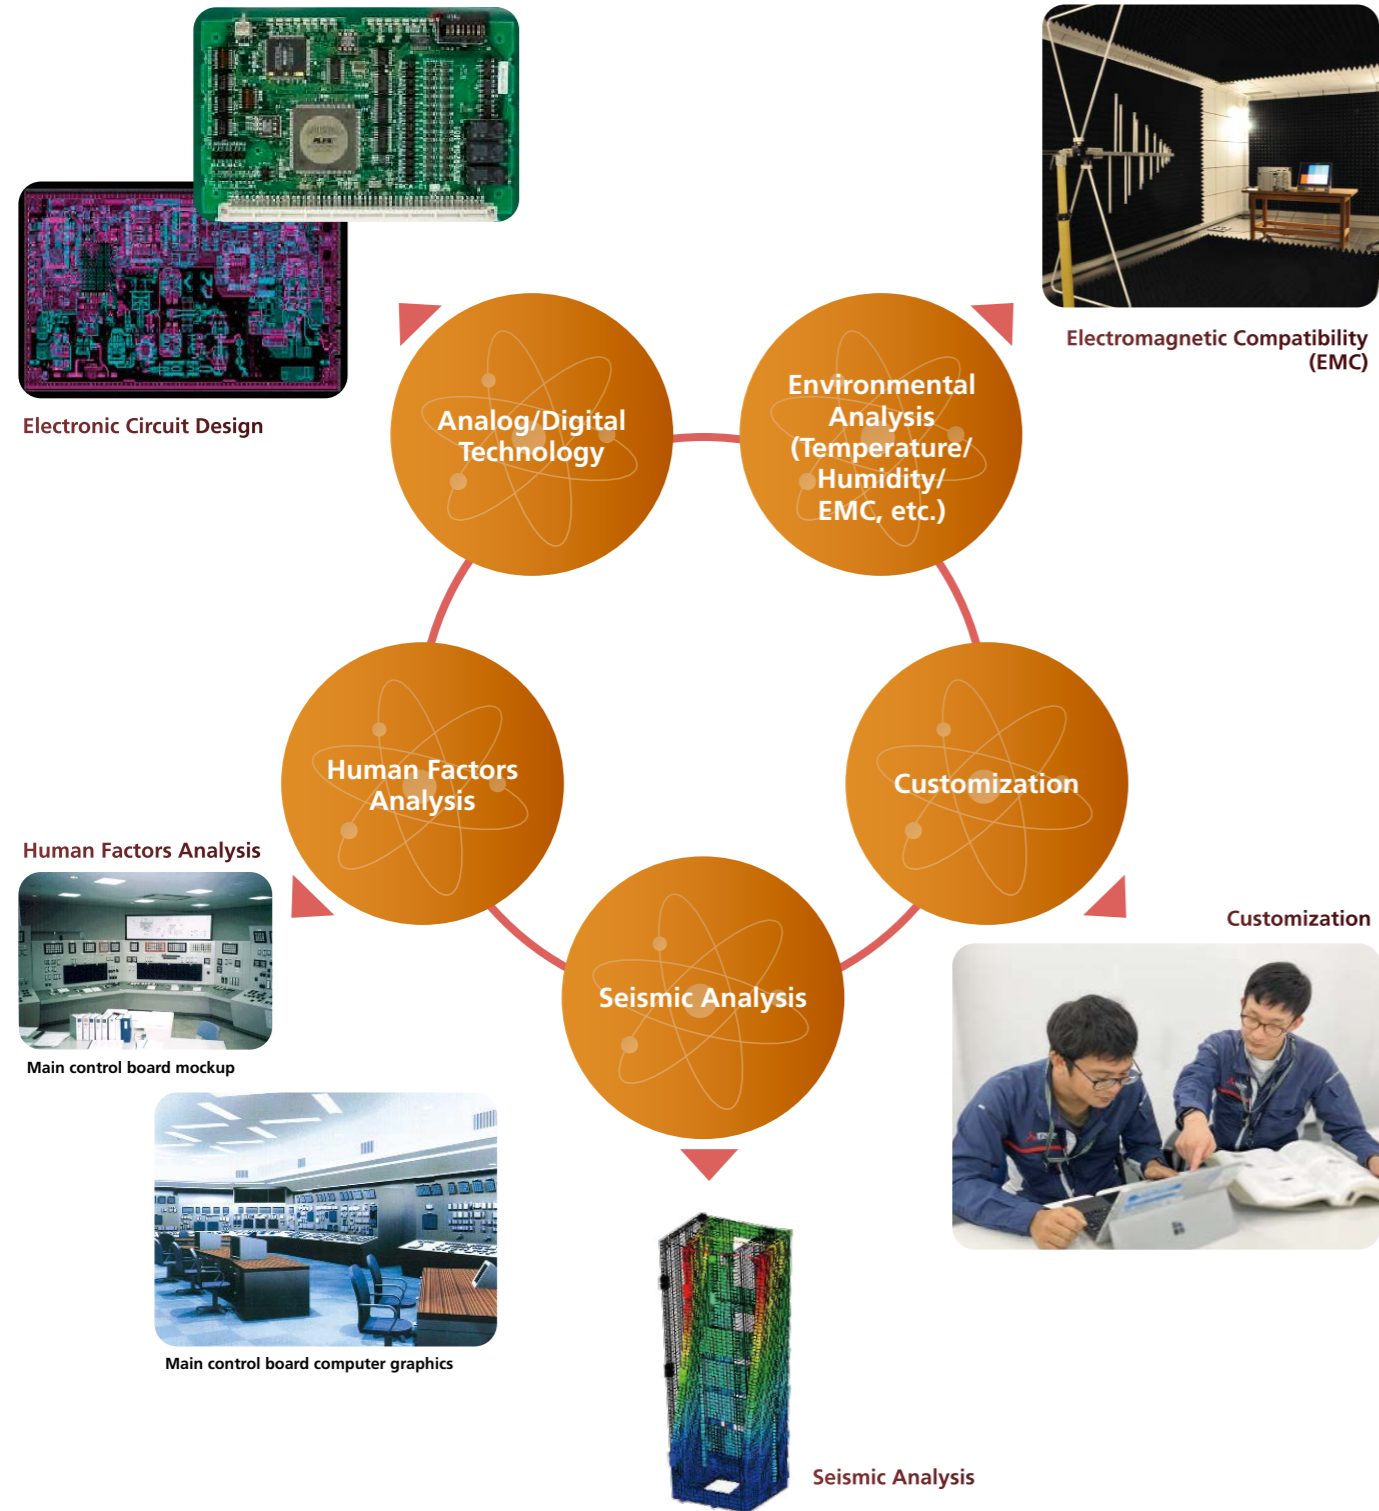 Electronic Circuit Design
Electromagnetic Compatibility
(EMC)
Analog/Digital
Technology
Environmental
Analysis
(Temperature/
Humidity/
EMC, etc.)
Human Factors
Analysis
Customization
Seismic Analysis
Human Factors Analysis
Main control board mockup
Main control board computer graphics
Customization
Seismic Analysis